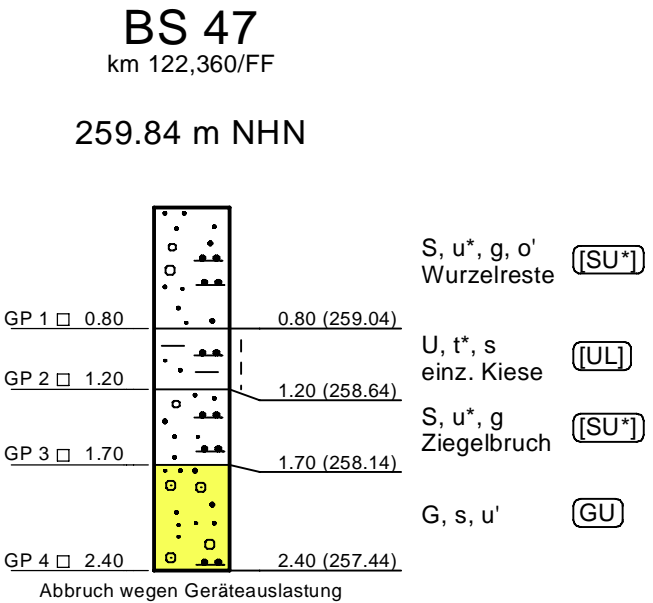 BS 47
km 122,360/FF
259.84 m NHN
S, u*, g, o' [SU*]
Wurzelreste
GP 1 0.80 0.80 (259.04)
U, t*, s [UL]
einz. Kiese
GP 2 1.20 1.20 (258.64)
S, u*, g [SU*]
Ziegelbruch
GP 3 1.70 1.70 (258.14)
G, s, u' GU
GP 4 2.40 2.40 (257.44)
Abbruch wegen Geräteauslastung